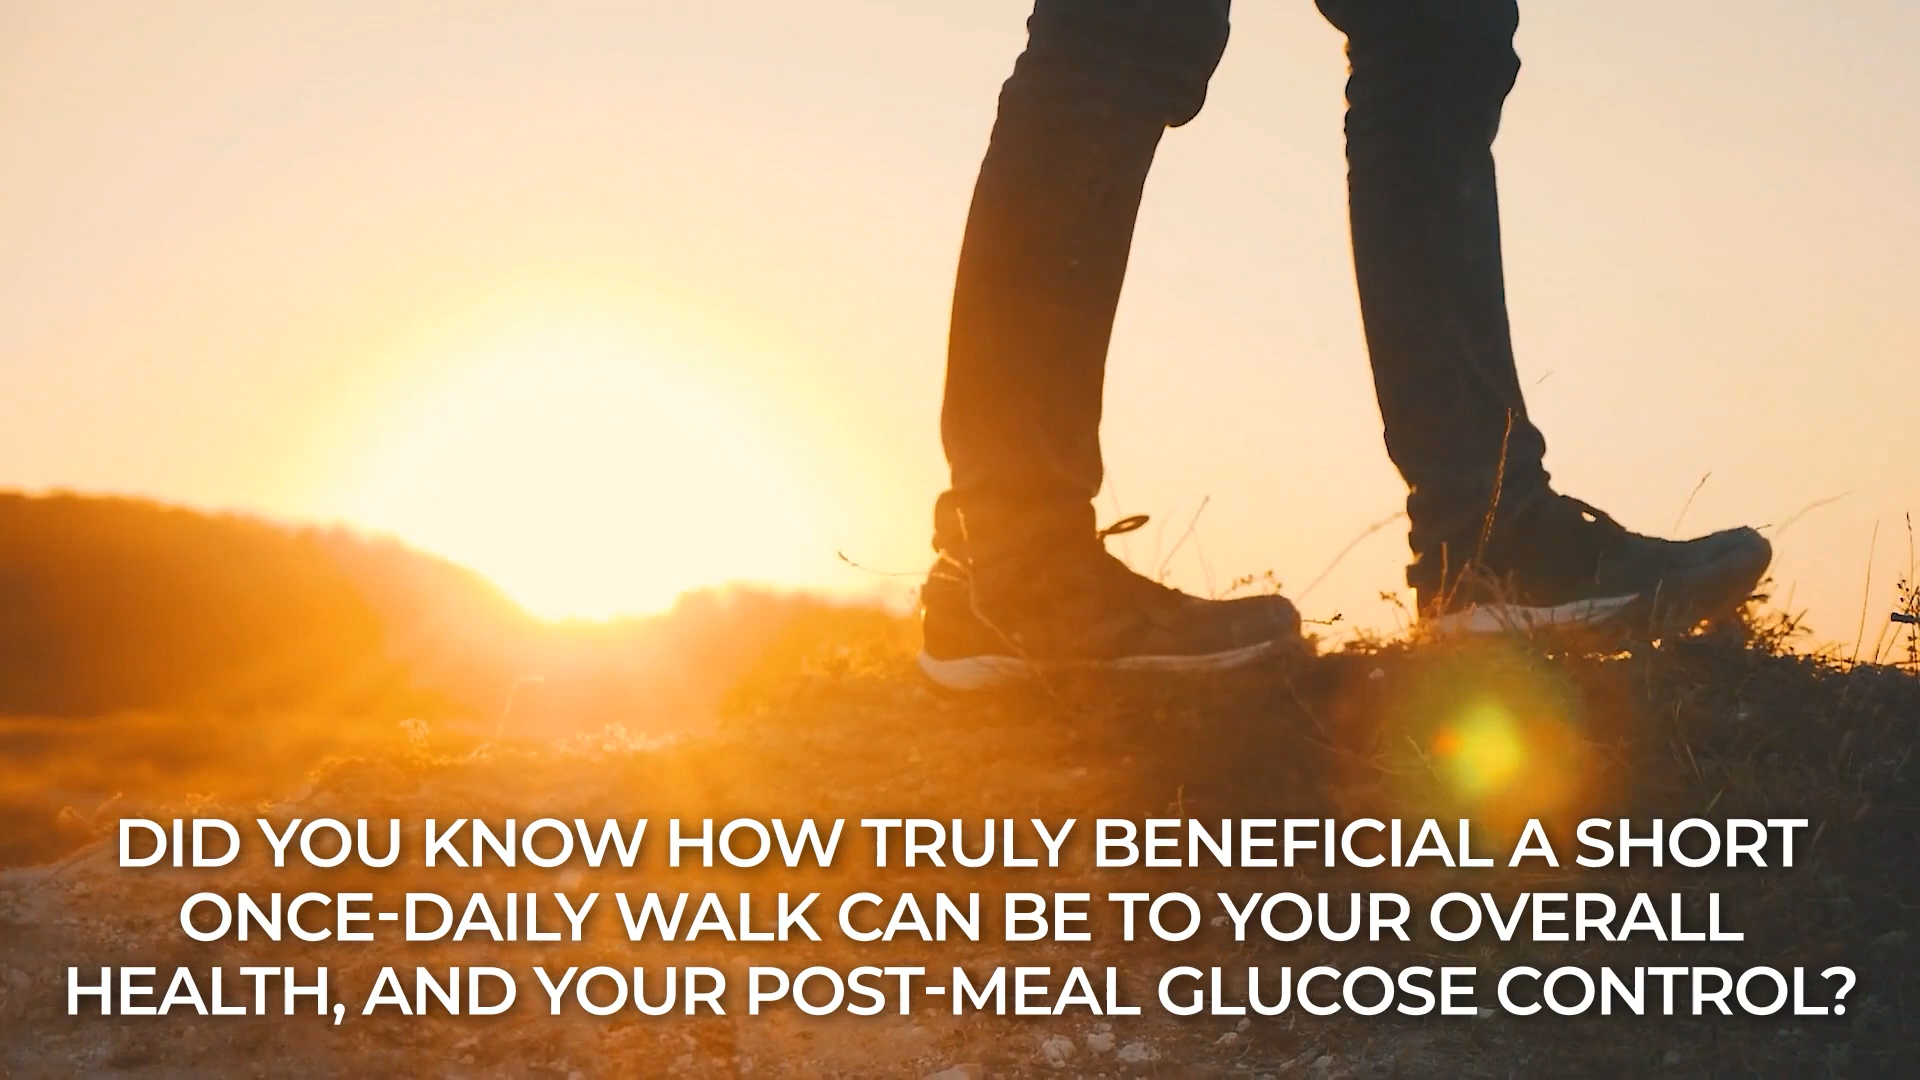 DID YOU KNOW HOW TRULY BENEFICIAL A SHORT
ONCE-DAILY WALK CAN BE TO YOUR OVERALL
HEALTH, AND YOUR POST-MEAL GLUCOSE CONTROL?